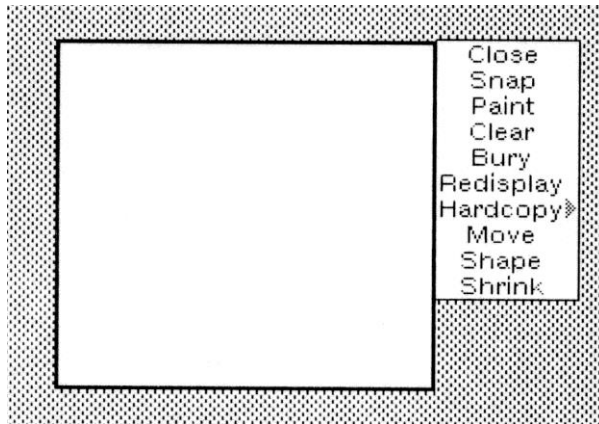 Close
Snap
Paint
Clear
Bury
Redisplay
Hardcopy
Move
Shape
Shrink